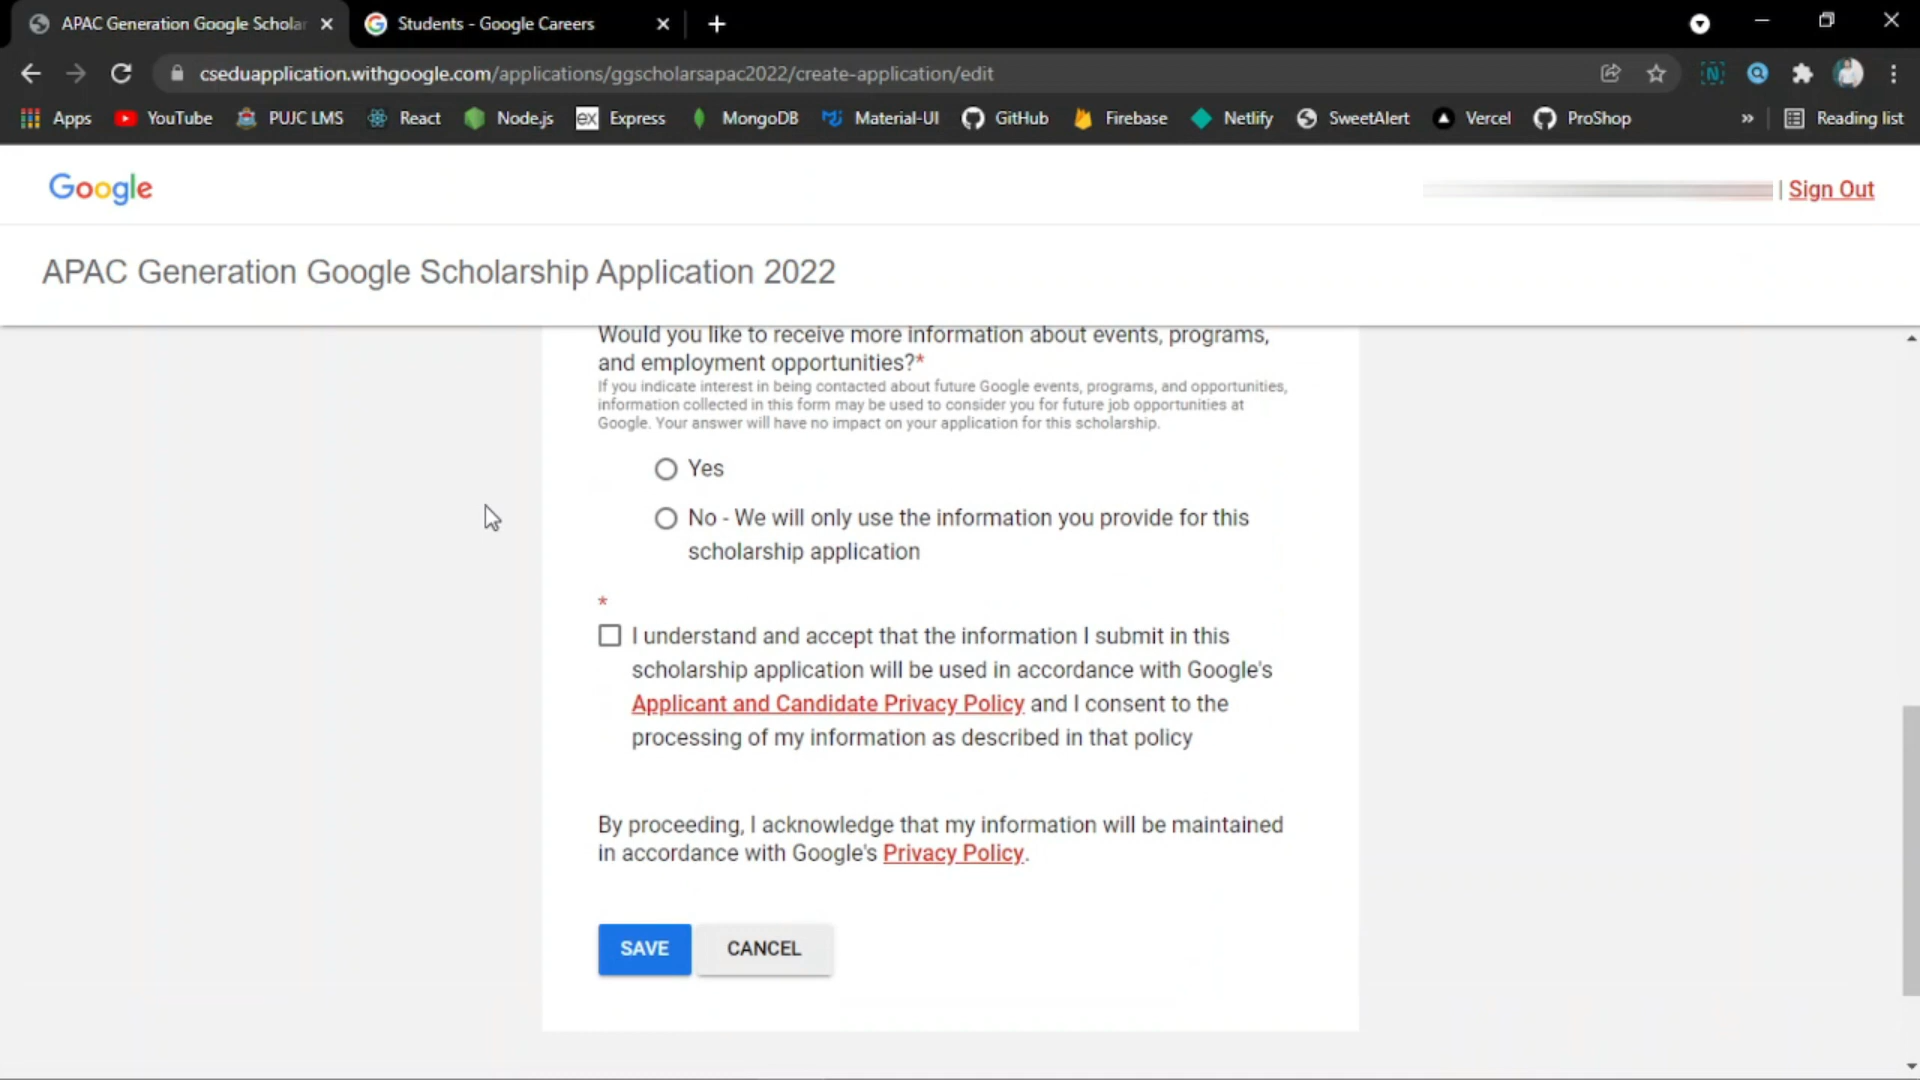 APAC Generation Google Schola
Students - Google Careers
cseduapplication.withgoogle.com/applications/ggscholarsapac2022/create-application/edit
Apps YouTube PUJC LMS React Node.js ex Express MongoDB Material-UI GitHub Firebase Netlify SweetAlert Vercel ProShop » Reading list
Google
| Sign Out
APAC Generation Google Scholarship Application 2022
Would you like to receive more information about events, programs,
and employment opportunities?*
If you indicate interest in being contacted about future Google events, programs, and opportunities,
information collected in this form may be used to consider you for future job opportunities at
Google. Your answer will have no impact on your application for this scholarship.
Yes
No - We will only use the information you provide for this
scholarship application
*
I understand and accept that the information I submit in this
scholarship application will be used in accordance with Google's
Applicant and Candidate Privacy Policy and I consent to the
processing of my information as described in that policy
By proceeding, I acknowledge that my information will be maintained
in accordance with Google's Privacy Policy.
SAVE CANCEL